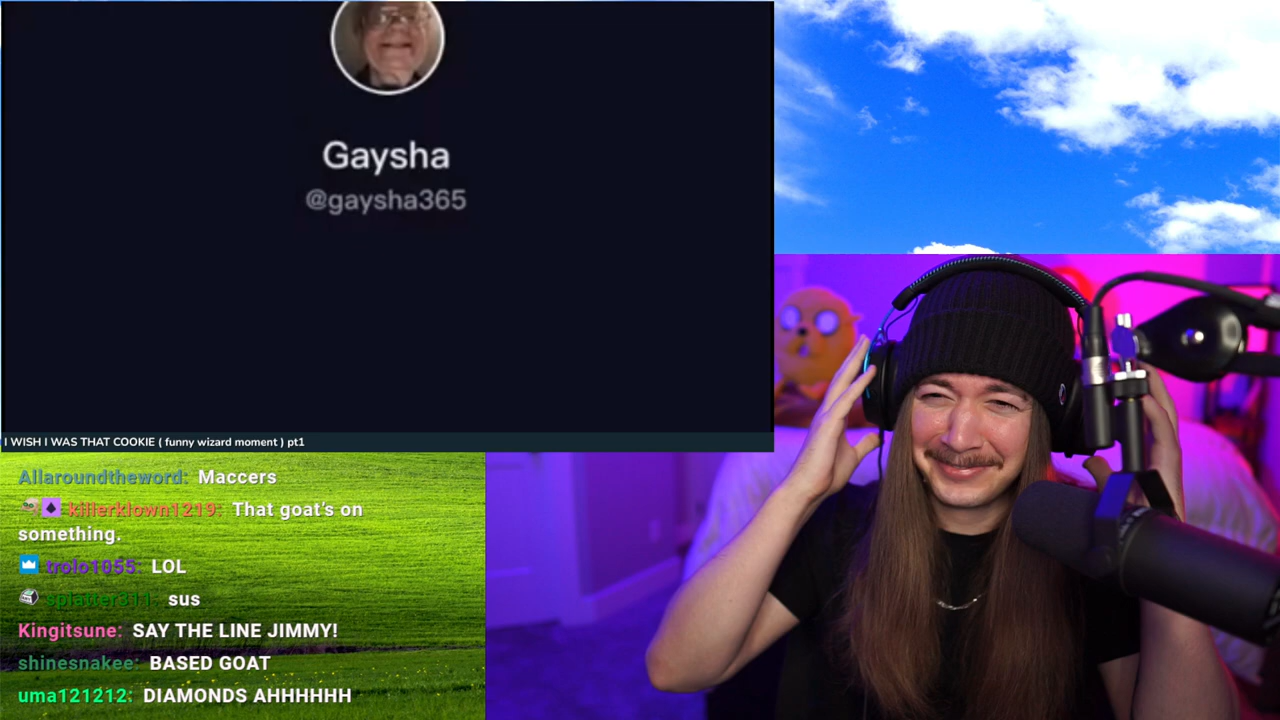 Gaysha
@gaysha365
I WISH I WAS THAT COOKIE ( funny wizard moment ) pt1
Allaroundtheword: Maccers
killerklown1219: That goat's on
something.
trolo1055: LOL
splatter311: sus
Kingitsune: SAY THE LINE JIMMY!
shinesnakee: BASED GOAT
uma121212: DIAMONDS AHHHHHH